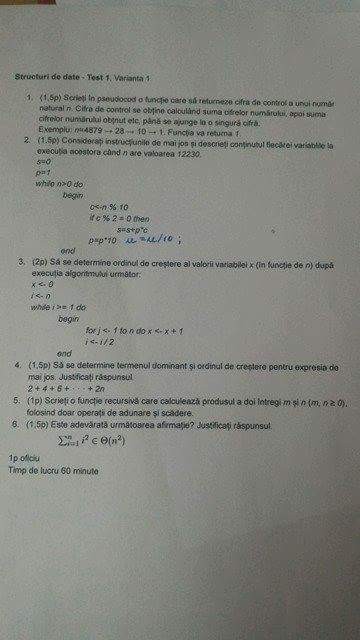 Structuri de date - Test 1, Varianta 1
1. (1,5p) Scrieți în pseudocod o funcție care să returneze cifra de control a unui număr
natural n. Cifra de control se obține calculând suma cifrelor numărului, apoi suma
cifrelor numărului obținut etc, până se ajunge la o singură cifră.
Exemplu: n=4879 → 28 → 10 → 1. Funcția va returna 1
2. (1,5p) Considerați instrucțiunile de mai jos și descrieți conținutul fiecărei variabile la
execuția acestora când n are valoarea 12230.
s=0
p=1
while n>0 do
begin
c<-n % 10
if c % 2 = 0 then
s=s+p*c
p=p*10 n=n/10;
end
3. (2p) Să se determine ordinul de creștere al valorii variabilei x (în funcție de n) după
execuția algoritmului următor:
x <- 0
i <- n
while i >= 1 do
begin
for j <- 1 to n do x <- x + 1
i <- i / 2
end
4. (1,5p) Să se determine termenul dominant și ordinul de creștere pentru expresia de
mai jos. Justificați răspunsul.
2 + 4 + 6 + · · · + 2n
5. (1p) Scrieți o funcție recursivă care calculează produsul a doi întregi m și n (m, n ≥ 0),
folosind doar operații de adunare și scădere.
6. (1,5p) Este adevărată următoarea afirmație? Justificați răspunsul.
∑ⁿᵢ₌₁ i² ∈ Θ(n²)
1p oficiu
Timp de lucru 60 minute